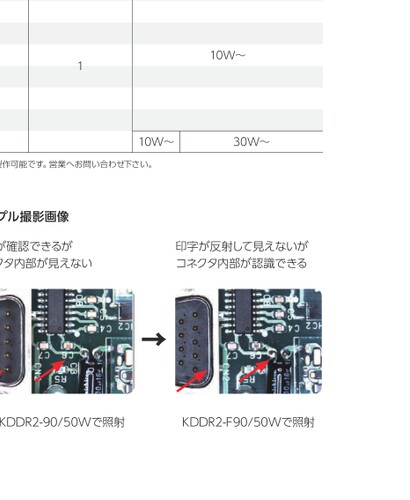 1
10W～
10W～ 30W～
作可能です。営業へお問い合わせ下さい。
プル撮影画像
が確認できるが
タ内部が見えない
印字が反射して見えないが
コネクタ内部が認識できる
C4
C7
C4
C7
KDDR2-90/50Wで照射
KDDR2-F90/50Wで照射